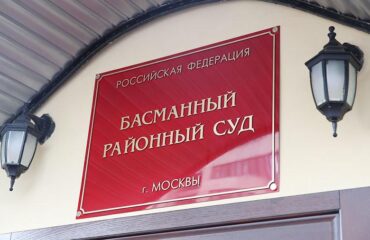 РОССИЙСКАЯ ФЕДЕРАЦИЯ
БАСМАННЫЙ
РАЙОННЫЙ СУД
г. МОСКВЫ